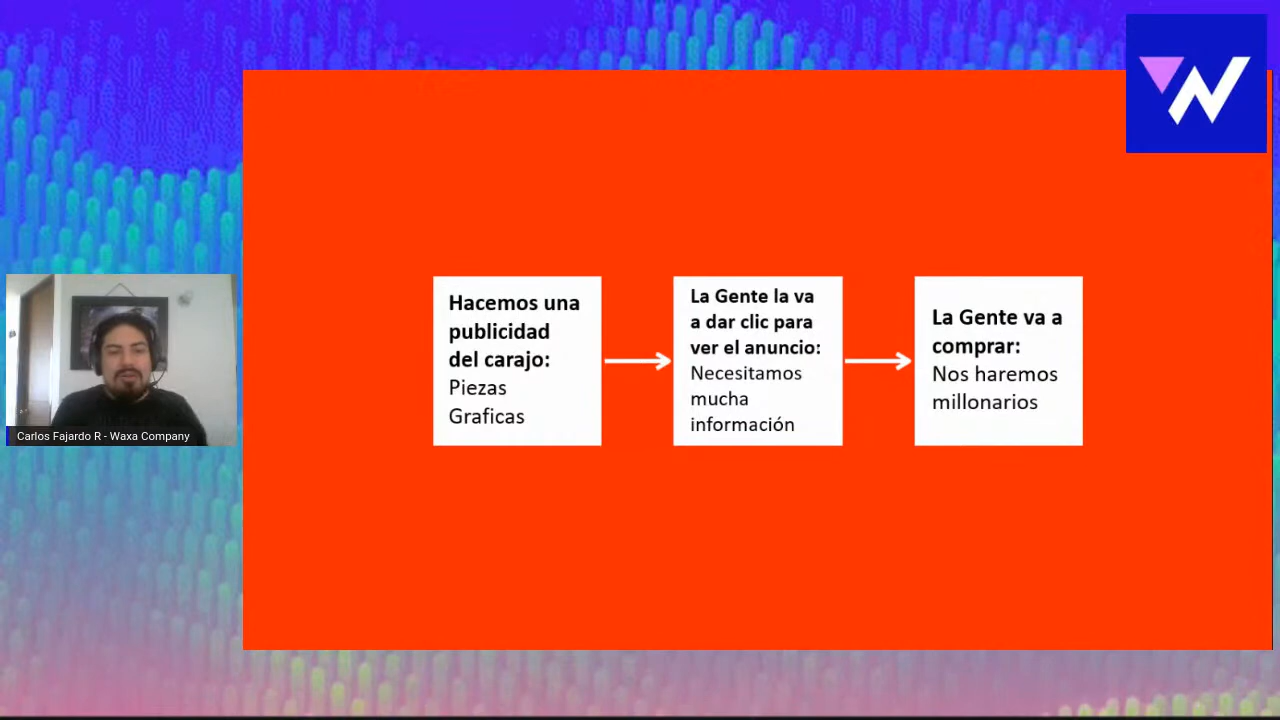 Hacemos una
publicidad
del carajo:
Piezas
Graficas
La Gente la va
a dar clic para
ver el anuncio:
Necesitamos
mucha
información
La Gente va a
comprar:
Nos haremos
millonarios
Carlos Fajardo R - Waxa Company